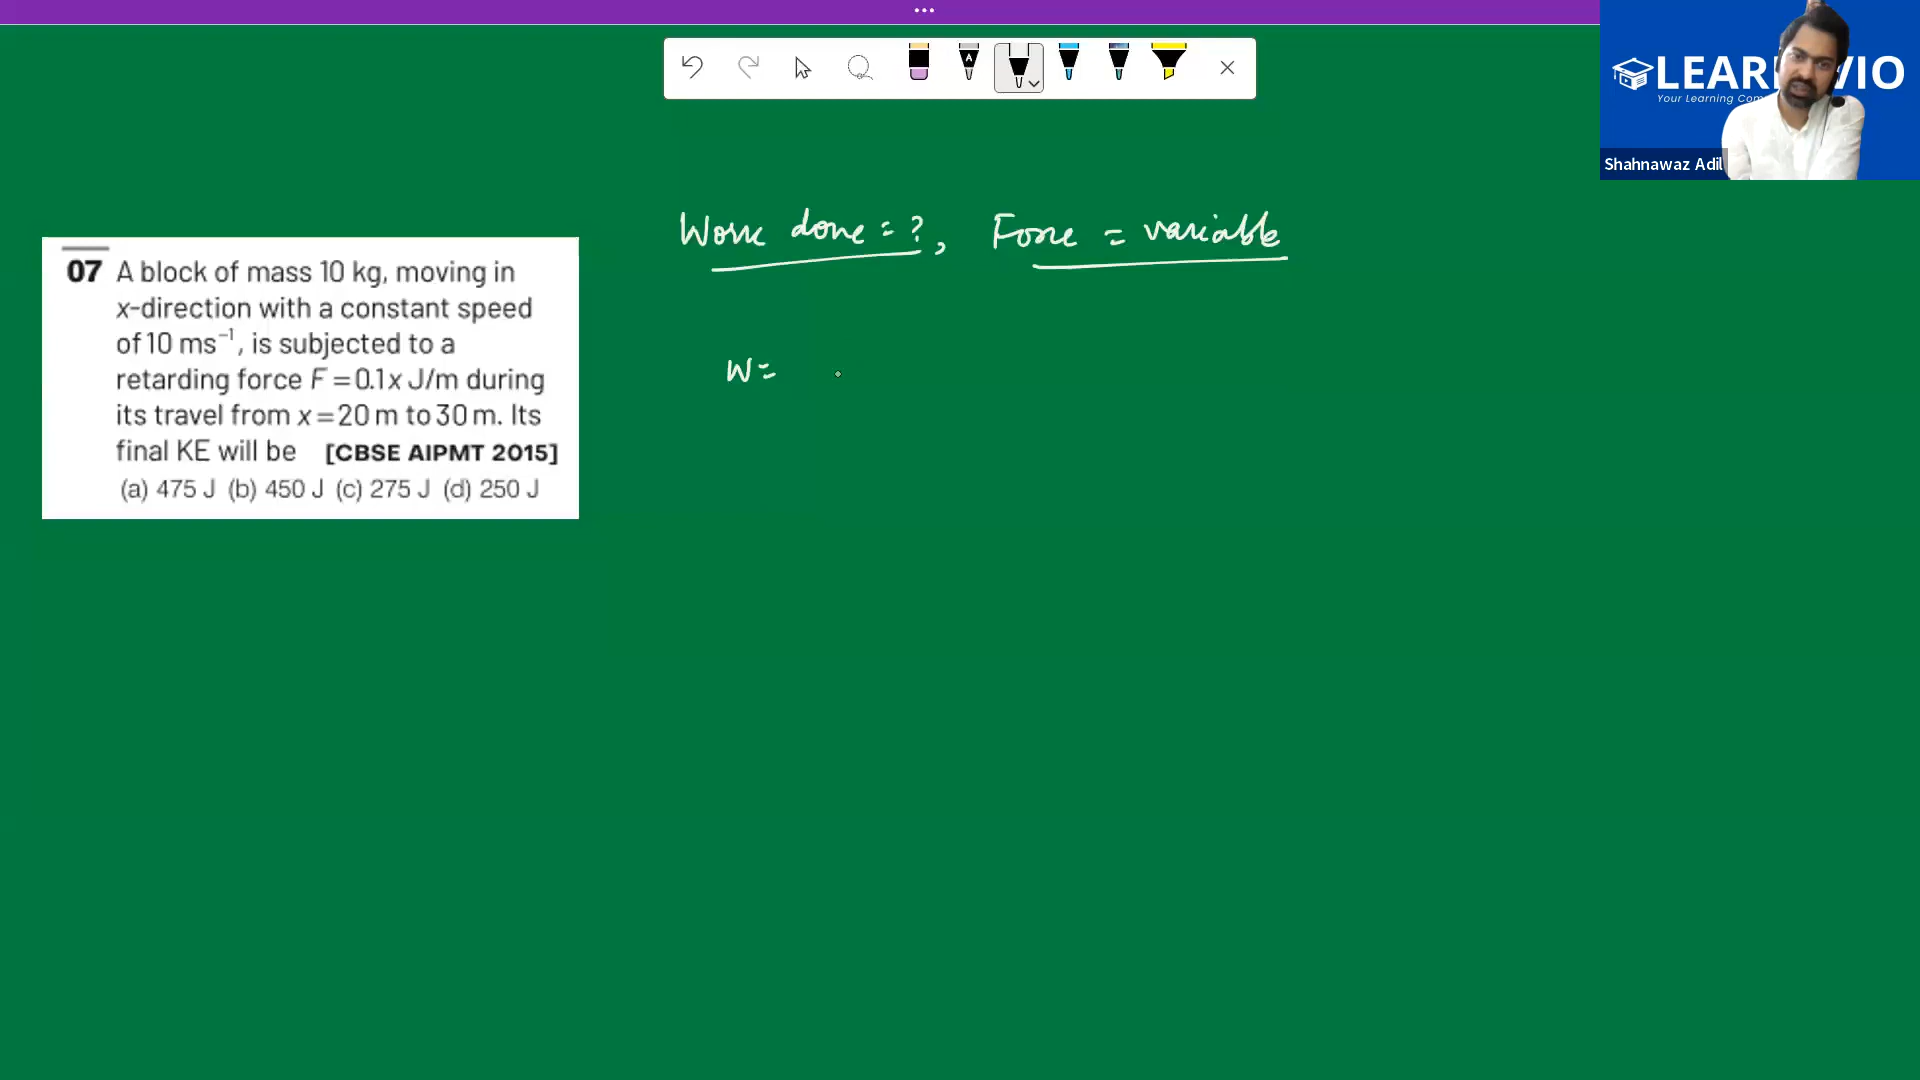 LEAR VIO
Your Learning Com
Shahnawaz Adil
Work done = ?, Force = variable
07 A block of mass 10 kg, moving in
x-direction with a constant speed
of 10 ms⁻¹, is subjected to a
retarding force F = 0.1x J/m during
its travel from x = 20 m to 30 m. Its
final KE will be [CBSE AIPMT 2015]
(a) 475 J (b) 450 J (c) 275 J (d) 250 J
W =